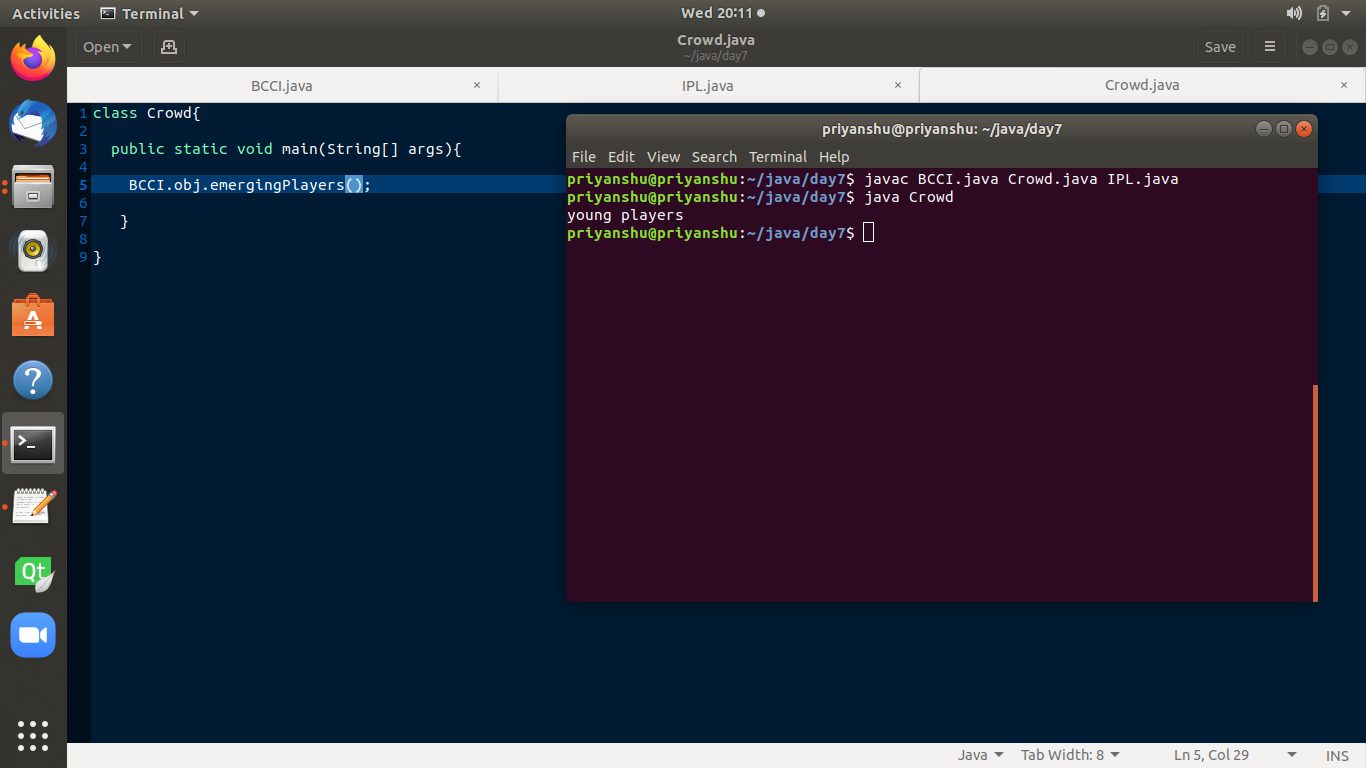 Activities Terminal Wed 20:11
Open Crowd.java Save
~/java/day7
BCCI.java × IPL.java × Crowd.java ×
1 class Crowd{
2
3 public static void main(String[] args){
4
5 BCCI.obj.emergingPlayers();
6
7 }
8
9 }
priyanshu@priyanshu: ~/java/day7
File Edit View Search Terminal Help
priyanshu@priyanshu:~/java/day7$ javac BCCI.java Crowd.java IPL.java
priyanshu@priyanshu:~/java/day7$ java Crowd
young players
priyanshu@priyanshu:~/java/day7$
A
?
>_
Qt
Java Tab Width: 8 Ln 5, Col 29 INS